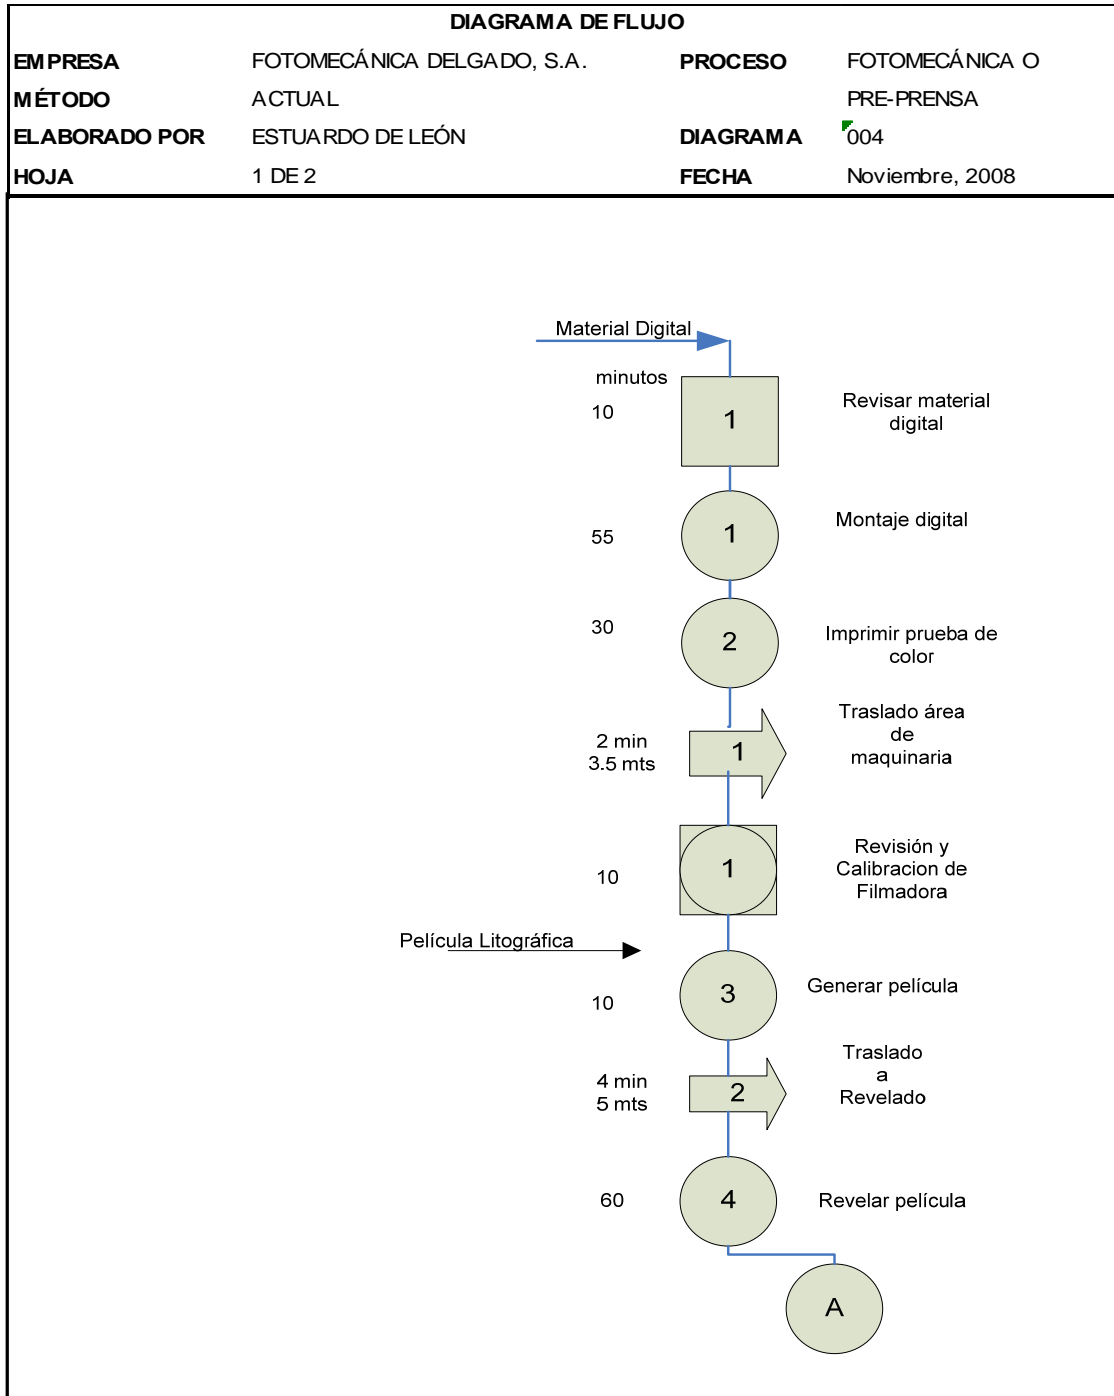 DIAGRAMA DE FLUJO
EMPRESA FOTOMECÁNICA DELGADO, S.A. PROCESO FOTOMECÁNICA O
MÉTODO ACTUAL PRE-PRENSA
ELABORADO POR ESTUARDO DE LEÓN DIAGRAMA 004
HOJA 1 DE 2 FECHA Noviembre, 2008
Material Digital
minutos
10
1
Revisar material
digital
55
1
Montaje digital
30
2
Imprimir prueba de
color
2 min
3.5 mts
1
Traslado área
de
maquinaria
10
1
Revisión y
Calibracion de
Filmadora
Película Litográfica
10
3
Generar película
4 min
5 mts
2
Traslado
a
Revelado
60
4
Revelar película
A